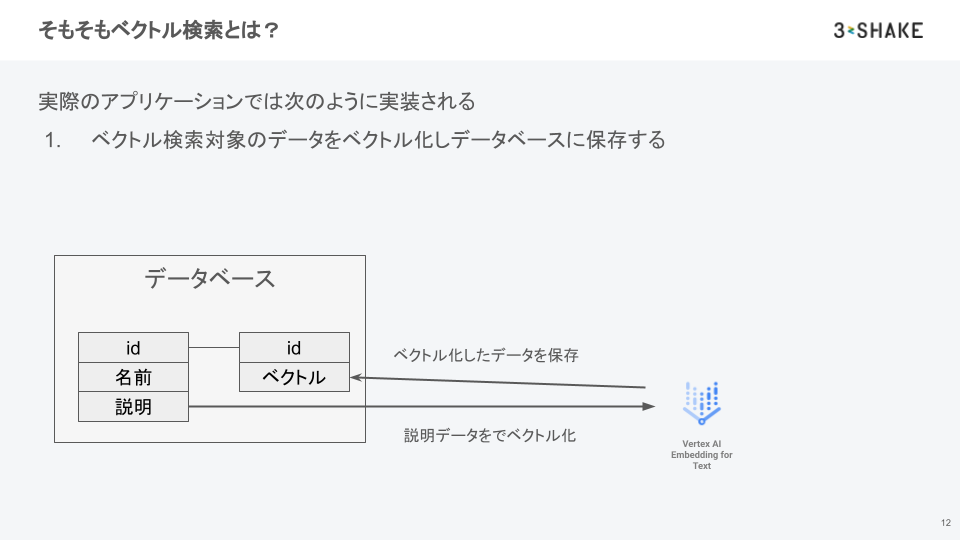 そもそもベクトル検索とは？
3 SHAKE
実際のアプリケーションでは次のように実装される
1. ベクトル検索対象のデータをベクトル化しデータベースに保存する
データベース
id
名前
説明
id
ベクトル
ベクトル化したデータを保存
説明データをでベクトル化
Vertex AI
Embedding for
Text
12